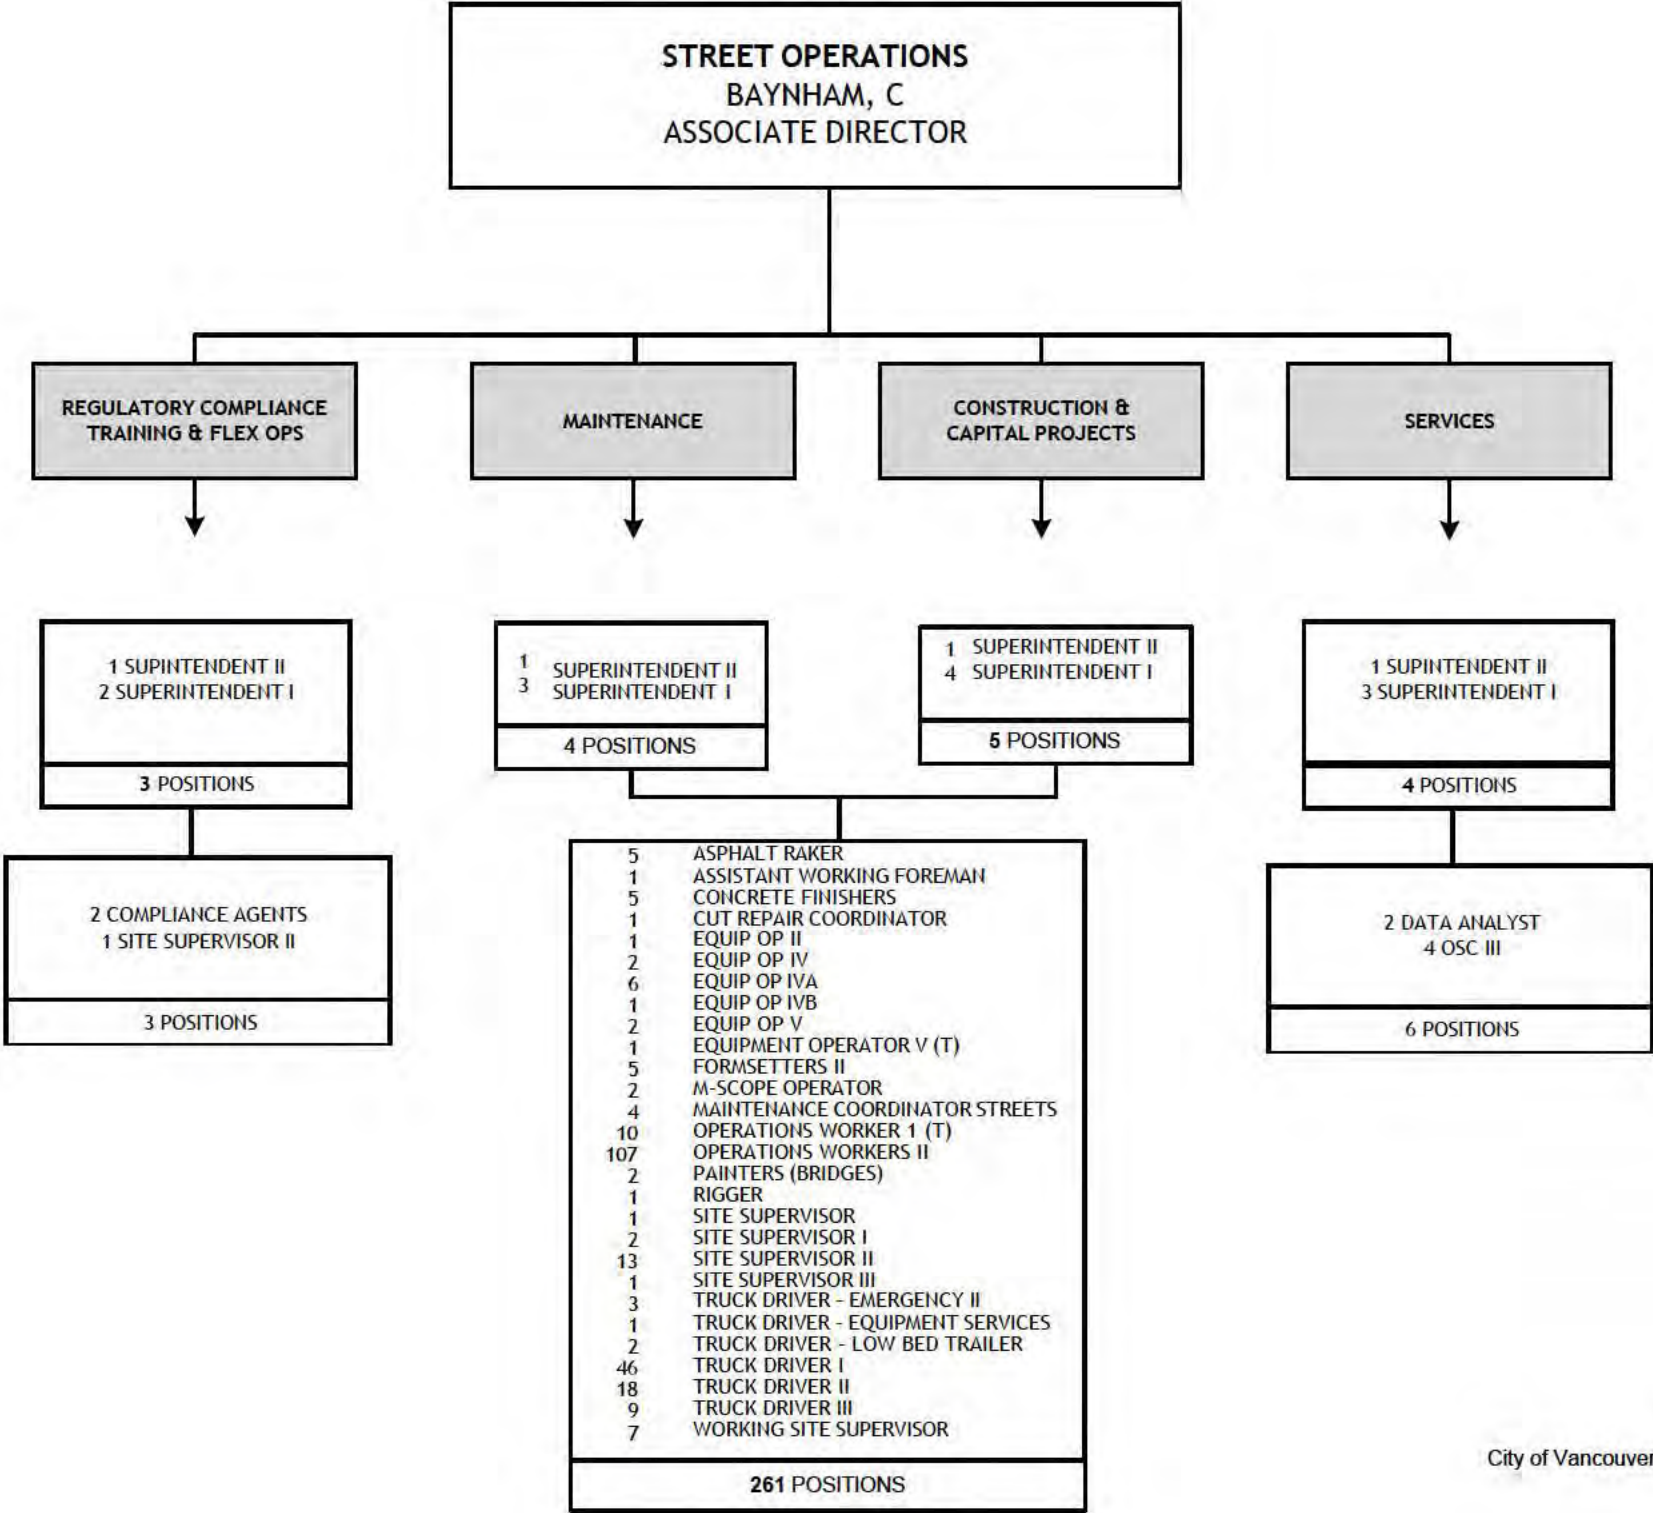 STREET OPERATIONS
BAYNHAM, C
ASSOCIATE DIRECTOR
REGULATORY COMPLIANCE
TRAINING & FLEX OPS
MAINTENANCE
CONSTRUCTION &
CAPITAL PROJECTS
SERVICES
1 SUPINTENDENT II
2 SUPERINTENDENT I
3 POSITIONS
2 COMPLIANCE AGENTS
1 SITE SUPERVISOR II
3 POSITIONS
1 SUPERINTENDENT II
3 SUPERINTENDENT I
4 POSITIONS
1 SUPERINTENDENT II
4 SUPERINTENDENT I
5 POSITIONS
5 ASPHALT RAKER
1 ASSISTANT WORKING FOREMAN
5 CONCRETE FINISHERS
1 CUT REPAIR COORDINATOR
1 EQUIP OP II
2 EQUIP OP IV
6 EQUIP OP IVA
1 EQUIP OP IVB
2 EQUIP OP V
1 EQUIPMENT OPERATOR V (T)
5 FORMSETTERS II
2 M-SCOPE OPERATOR
4 MAINTENANCE COORDINATOR STREETS
10 OPERATIONS WORKER 1 (T)
107 OPERATIONS WORKERS II
2 PAINTERS (BRIDGES)
1 RIGGER
1 SITE SUPERVISOR
2 SITE SUPERVISOR I
13 SITE SUPERVISOR II
1 SITE SUPERVISOR III
3 TRUCK DRIVER - EMERGENCY II
1 TRUCK DRIVER - EQUIPMENT SERVICES
2 TRUCK DRIVER - LOW BED TRAILER
46 TRUCK DRIVER I
18 TRUCK DRIVER II
9 TRUCK DRIVER III
7 WORKING SITE SUPERVISOR
261 POSITIONS
1 SUPINTENDENT II
3 SUPERINTENDENT I
4 POSITIONS
2 DATA ANALYST
4 OSC III
6 POSITIONS
City of Vancouver